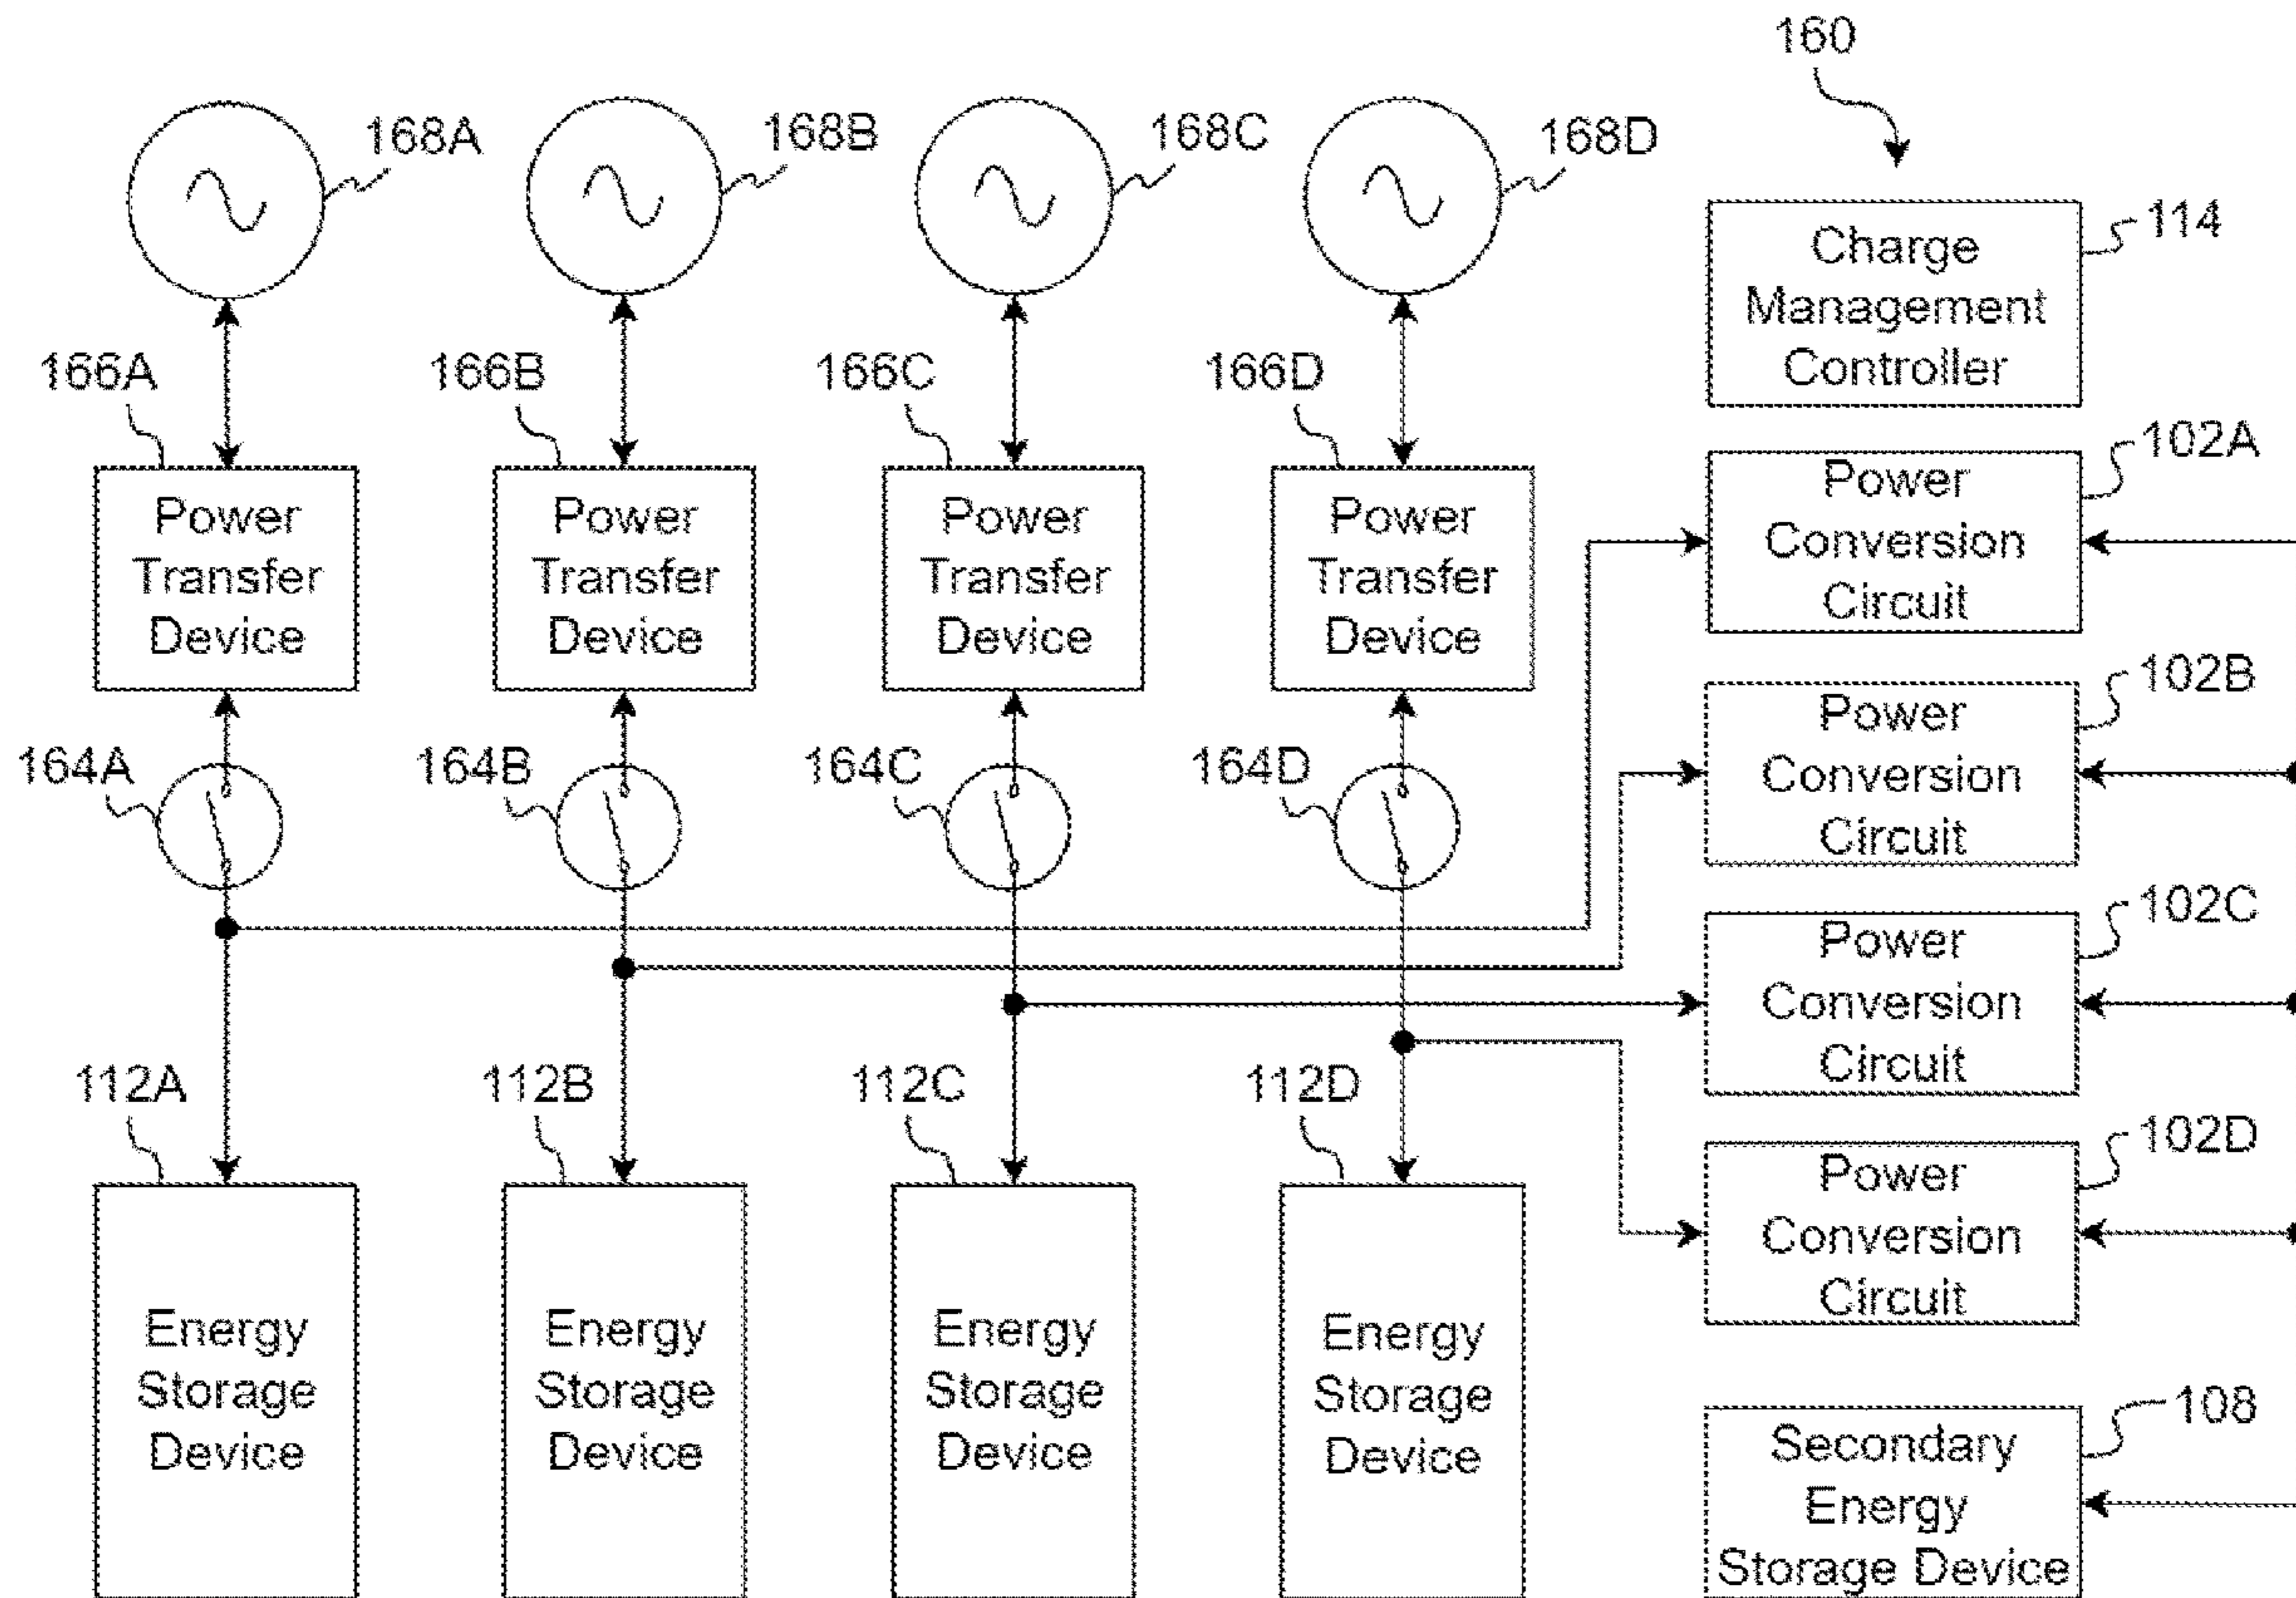 160
168A
168B
168C
168D
114
Charge
Management
Controller
166A
166B
166C
166D
102A
Power
Transfer
Device
Power
Transfer
Device
Power
Transfer
Device
Power
Transfer
Device
Power
Conversion
Circuit
102B
Power
Conversion
Circuit
164A
164B
164C
164D
102C
Power
Conversion
Circuit
112A
112B
112C
112D
102D
Power
Conversion
Circuit
Energy
Storage
Device
Energy
Storage
Device
Energy
Storage
Device
Energy
Storage
Device
108
Secondary
Energy
Storage Device